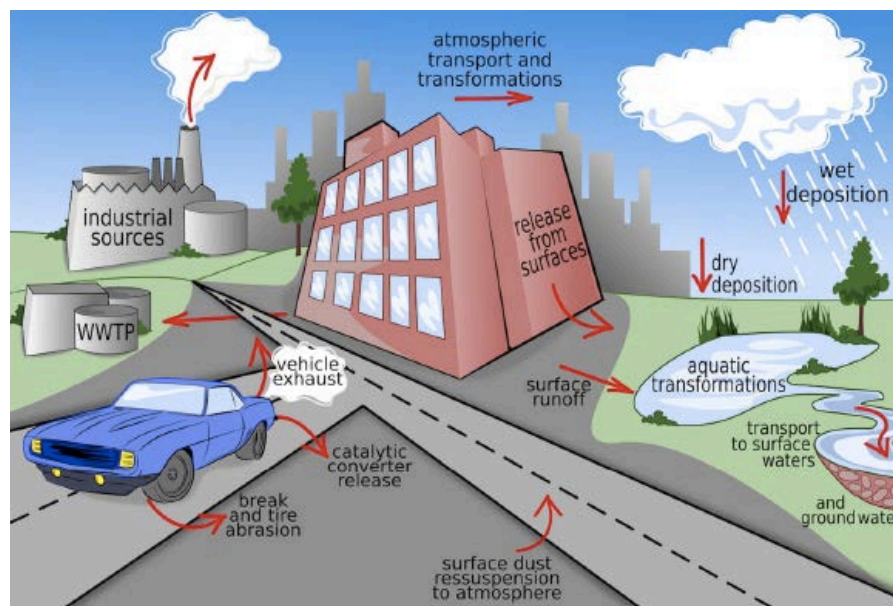 atmospheric
transport and
transformations
industrial
sources
wet
deposition
release
from
surfaces
dry
deposition
WWTP
vehicle
exhaust
surface
runoff
aquatic
transformations
catalytic
converter
release
transport
to surface
waters
and
groundwate
break
and tire
abrasion
surface dust
ressuspension
to atmosphere